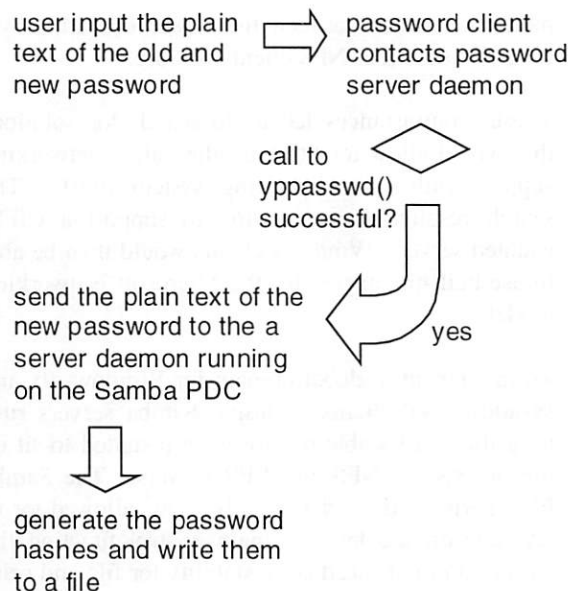 user input the plain
text of the old and
new password
password client
contacts password
server daemon
call to
yppasswd()
successful?
yes
send the plain text of the
new password to the a
server daemon running
on the Samba PDC
generate the password
hashes and write them
to a file